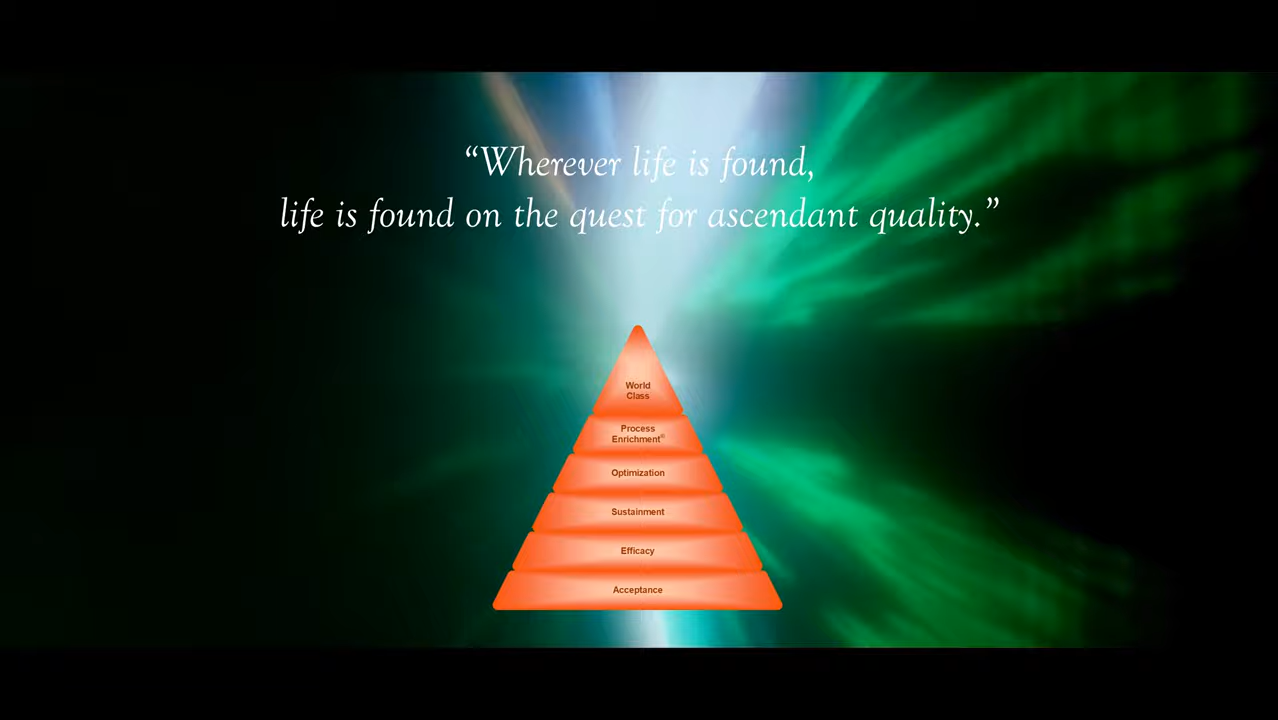 “Wherever life is found,
life is found on the quest for ascendant quality.”
World
Class
Process
Enrichment®
Optimization
Sustainment
Efficacy
Acceptance